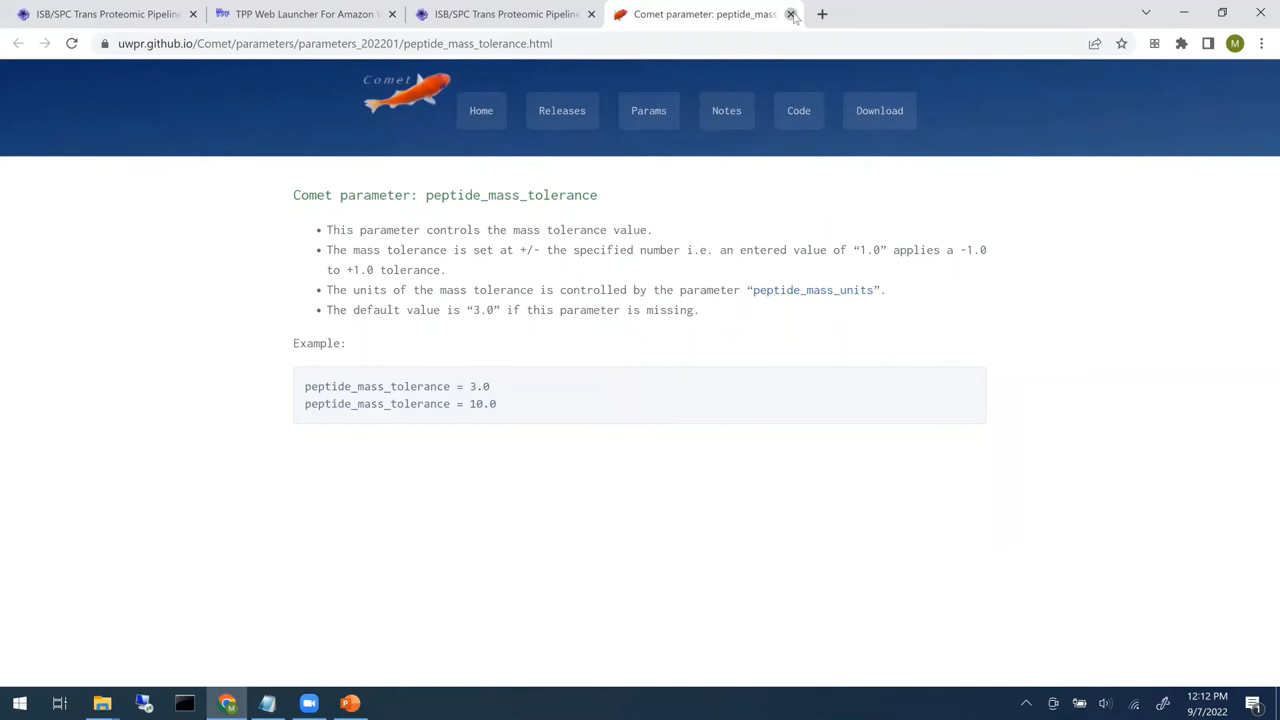 ISB/SPC Trans Proteomic Pipeline
TPP Web Launcher For Amazon W
ISB/SPC Trans Proteomic Pipeline
Comet parameter: peptide_mass_
uwpr.github.io/Comet/parameters/parameters_202201/peptide_mass_tolerance.html
M
Comet
Home
Releases
Params
Notes
Code
Download
Comet parameter: peptide_mass_tolerance
• This parameter controls the mass tolerance value.
• The mass tolerance is set at +/- the specified number i.e. an entered value of “1.0” applies a -1.0
to +1.0 tolerance.
• The units of the mass tolerance is controlled by the parameter “peptide_mass_units”.
• The default value is “3.0” if this parameter is missing.
Example:
peptide_mass_tolerance = 3.0
peptide_mass_tolerance = 10.0
12:12 PM
9/7/2022
1